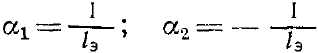 α₁ = 1/lэ; α₂ = − 1/lэ